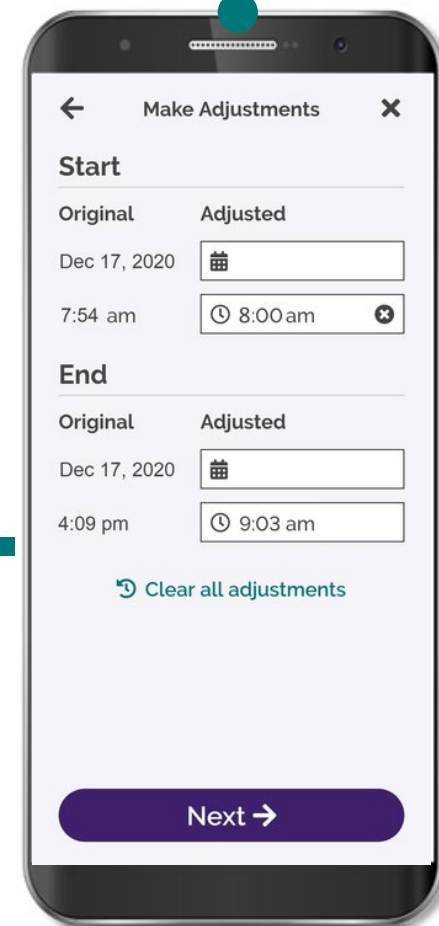 Make Adjustments
Start
Original Adjusted
Dec 17, 2020
7:54 am 8:00 am
End
Original Adjusted
Dec 17, 2020
4:09 pm 9:03 am
Clear all adjustments
Next